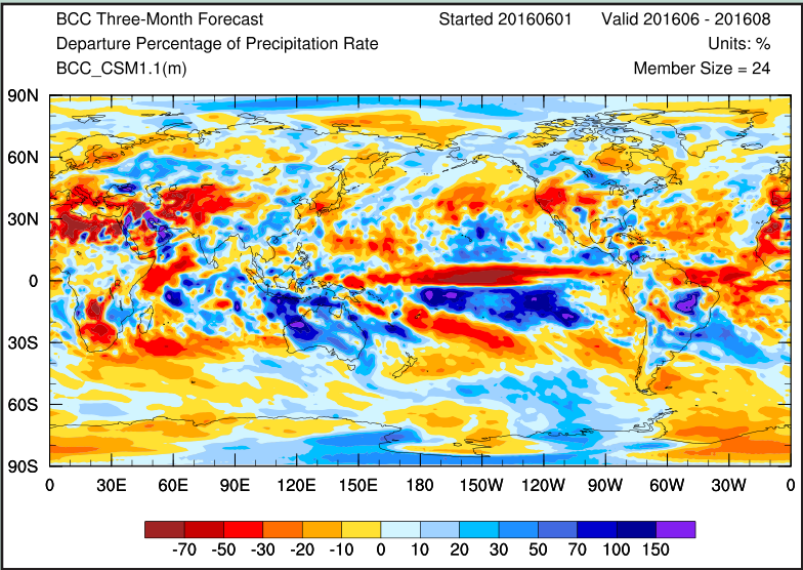 BCC Three-Month Forecast Started 20160601 Valid 201606 - 201608
Departure Percentage of Precipitation Rate Units: %
BCC_CSM1.1(m) Member Size = 24
90N
60N
30N
0
30S
60S
90S
0 30E 60E 90E 120E 150E 180 150W 120W 90W 60W 30W 0
-70 -50 -30 -20 -10 0 10 20 30 50 70 100 150